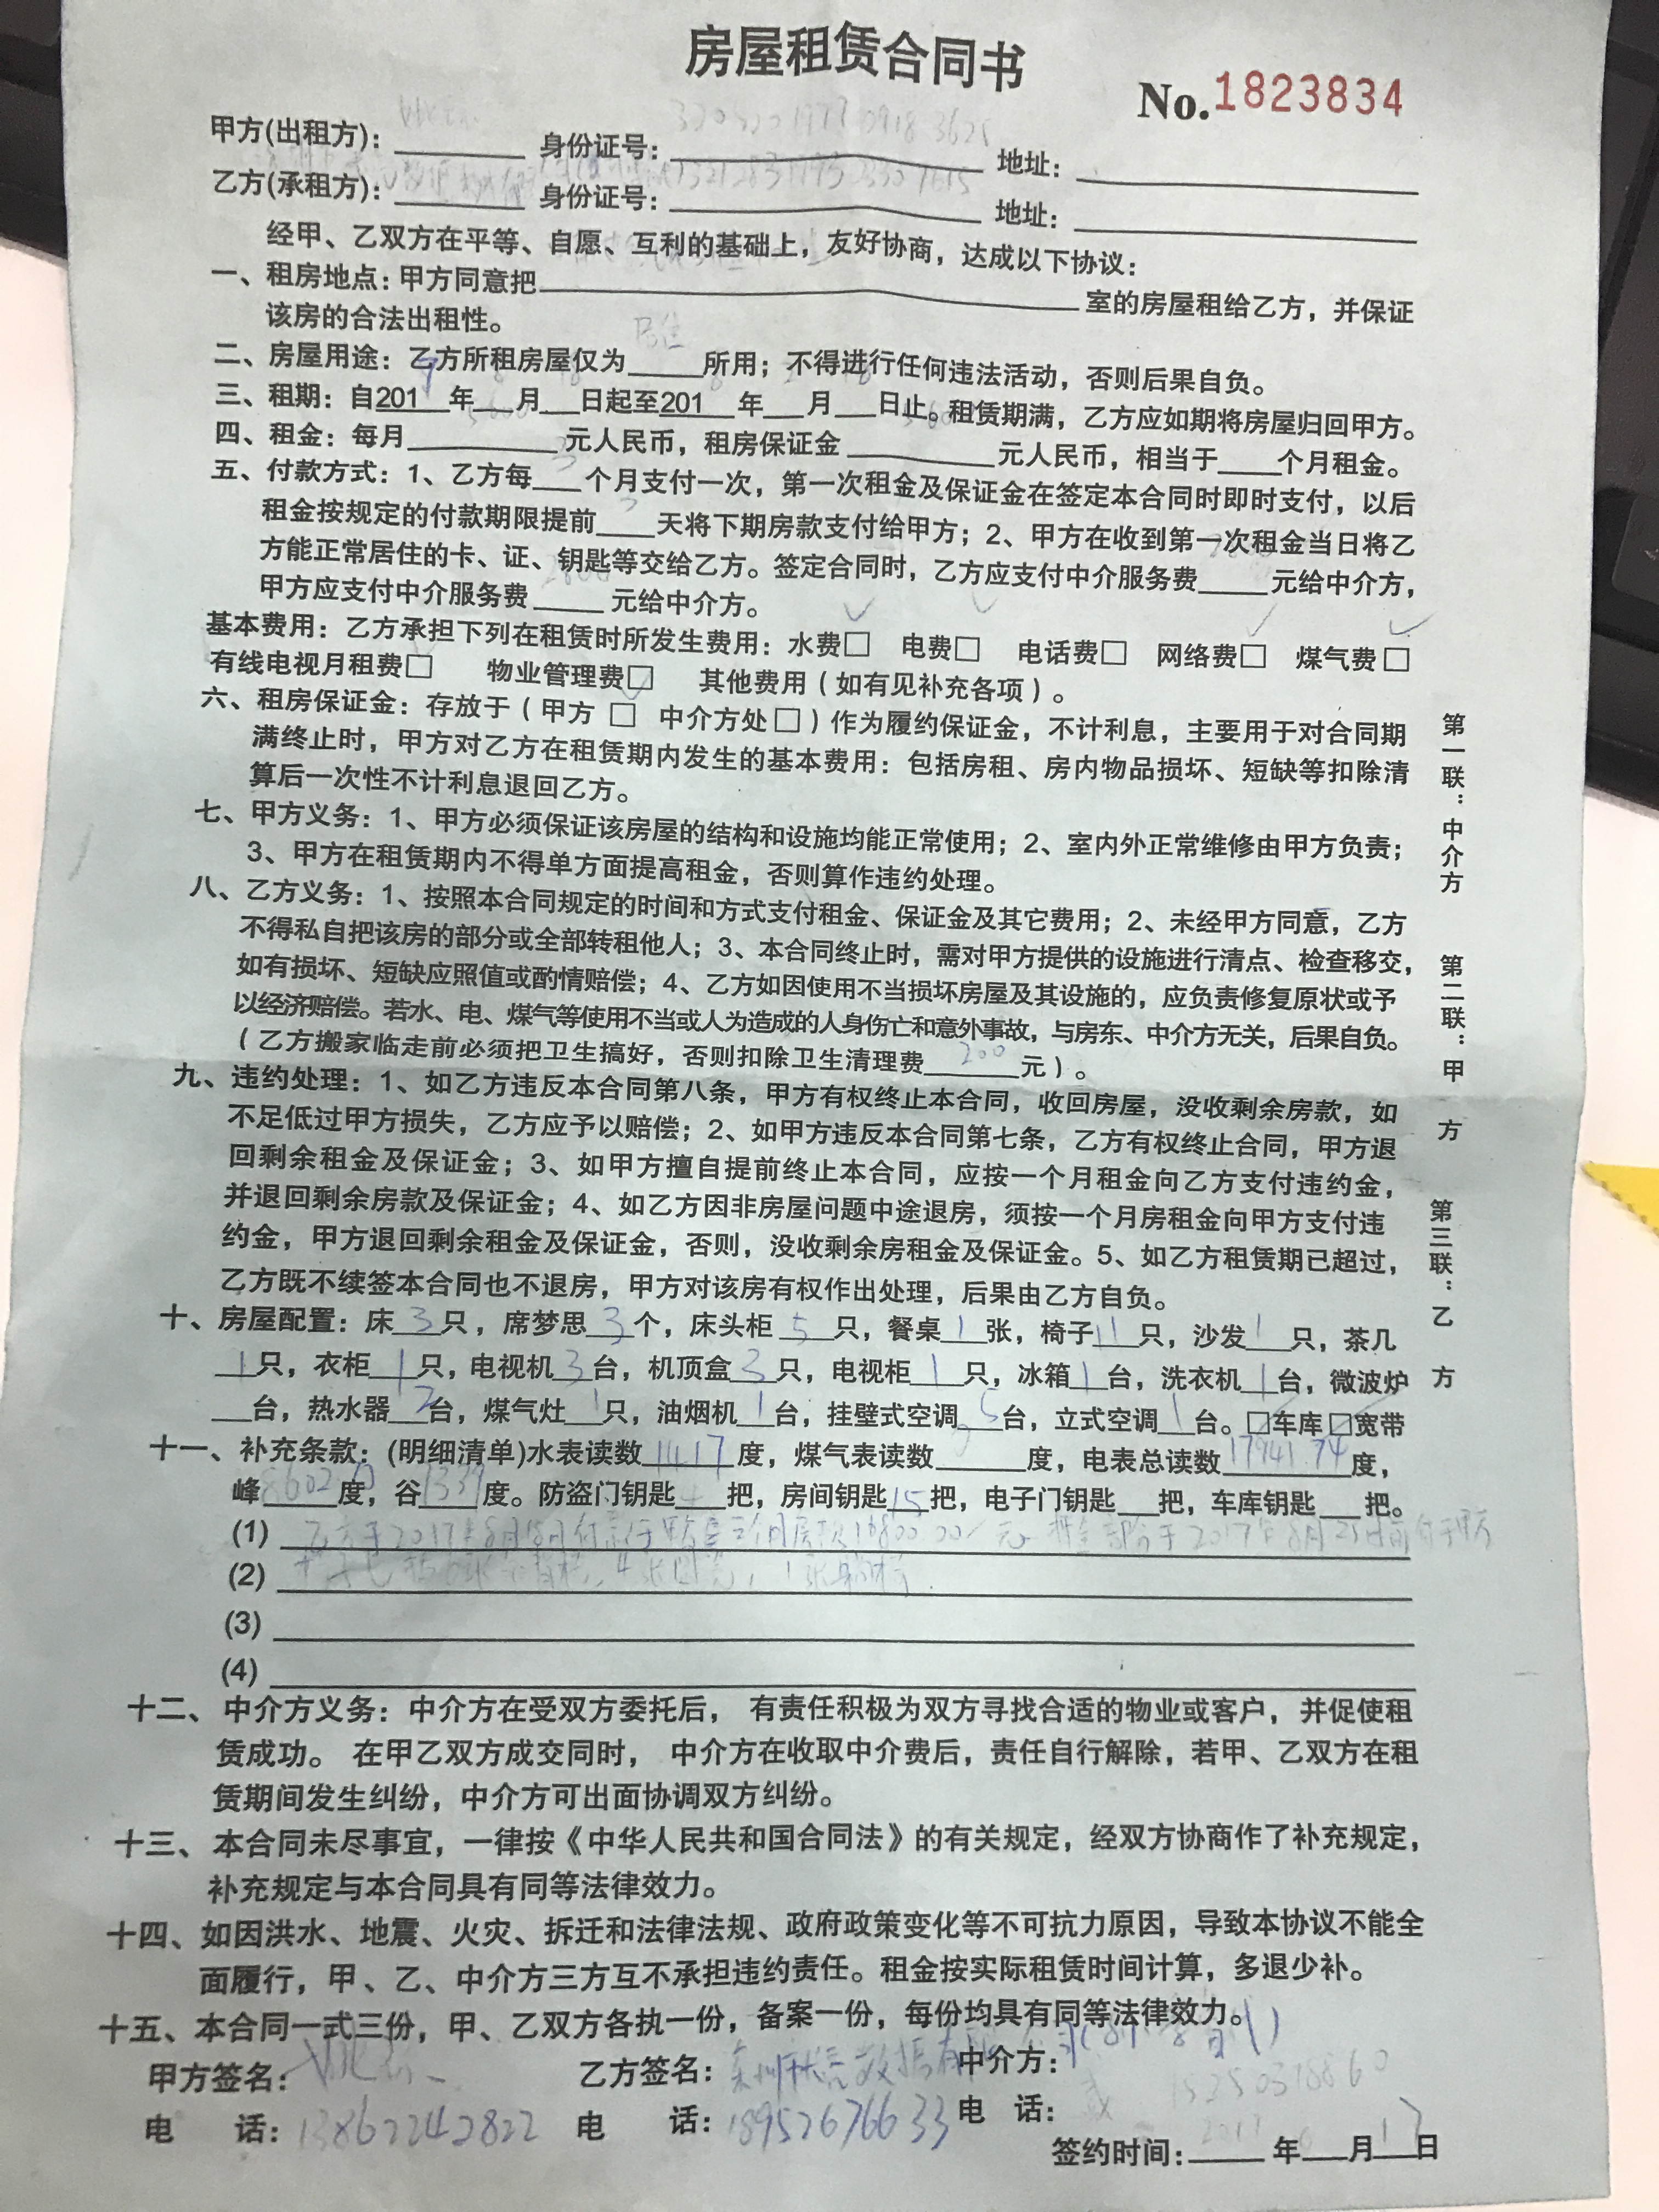 房屋租赁合同书
No.1823834
甲方(出租方)：______ 身份证号：______ 地址：______
乙方(承租方)：______ 身份证号：______ 地址：______
经甲、乙双方在平等、自愿、互利的基础上，友好协商，达成以下协议：
一、租房地点：甲方同意把______室的房屋租给乙方，并保证
该房的合法出租性。
二、房屋用途：乙方所租房屋仅为居住所用；不得进行任何违法活动，否则后果自负。
三、租期：自201__年__月__日起至201__年__月__日止。租赁期满，乙方应如期将房屋归回甲方。
四、租金：每月5600元人民币，租房保证金5600元人民币，相当于____个月租金。
五、付款方式：1、乙方每3个月支付一次，第一次租金及保证金在签定本合同时即时支付，以后
租金按规定的付款期限提前____天将下期房款支付给甲方；2、甲方在收到第一次租金当日将乙
方能正常居住的卡、证、钥匙等交给乙方。签定合同时，乙方应支付中介服务费2800元给中介方，
甲方应支付中介服务费2800元给中介方。
基本费用：乙方承担下列在租赁时所发生费用：水费□ 电费□ 电话费□ 网络费□ 煤气费□
有线电视月租费□ 物业管理费□ 其他费用（如有见补充各项）。
六、租房保证金：存放于（甲方 □ 中介方处□）作为履约保证金，不计利息，主要用于对合同期
满终止时，甲方对乙方在租赁期内发生的基本费用：包括房租、房内物品损坏、短缺等扣除清
算后一次性不计利息退回乙方。
七、甲方义务：1、甲方必须保证该房屋的结构和设施均能正常使用；2、室内外正常维修由甲方负责；
3、甲方在租赁期内不得单方面提高租金，否则算作违约处理。
八、乙方义务：1、按照本合同规定的时间和方式支付租金、保证金及其它费用；2、未经甲方同意，乙方
不得私自把该房的部分或全部转租他人；3、本合同终止时，需对甲方提供的设施进行清点、检查移交，
如有损坏、短缺应照值或酌情赔偿；4、乙方如因使用不当损坏房屋及其设施的，应负责修复原状或予
以经济赔偿。若水、电、煤气等使用不当或人为造成的人身伤亡和意外事故，与房东、中介方无关，后果自负。
（乙方搬家临走前必须把卫生搞好，否则扣除卫生清理费200元）。
九、违约处理：1、如乙方违反本合同第八条，甲方有权终止本合同，收回房屋，没收剩余房款，如
不足低过甲方损失，乙方应予以赔偿；2、如甲方违反本合同第七条，乙方有权终止合同，甲方退
回剩余租金及保证金；3、如甲方擅自提前终止本合同，应按一个月租金向乙方支付违约金，
并退回剩余房款及保证金；4、如乙方因非房屋问题中途退房，须按一个月房租金向甲方支付违
约金，甲方退回剩余租金及保证金，否则，没收剩余房租金及保证金。5、如乙方租赁期已超过，
乙方既不续签本合同也不退房，甲方对该房有权作出处理，后果由乙方自负。
十、房屋配置：床3只，席梦思3个，床头柜5只，餐桌1张，椅子11只，沙发1只，茶几
1只，衣柜1只，电视机3台，机顶盒3只，电视柜1只，冰箱1台，洗衣机1台，微波炉
__台，热水器2台，煤气灶1只，油烟机1台，挂壁式空调5台，立式空调1台。□车库□宽带
十一、补充条款：(明细清单)水表读数1417度，煤气表读数____度，电表总读数17941.74度，
峰8602度，谷1339度。防盗门钥匙4把，房间钥匙15把，电子门钥匙__把，车库钥匙__把。
(1) 乙方于2017年8月18日付 三个月房款16800.00元 押金部分于2017年8月25日前付于甲方
(2)
(3)
(4)
十二、中介方义务：中介方在受双方委托后，有责任积极为双方寻找合适的物业或客户，并促使租
赁成功。在甲乙双方成交同时，中介方在收取中介费后，责任自行解除，若甲、乙双方在租
赁期间发生纠纷，中介方可出面协调双方纠纷。
十三、本合同未尽事宜，一律按《中华人民共和国合同法》的有关规定，经双方协商作了补充规定，
补充规定与本合同具有同等法律效力。
十四、如因洪水、地震、火灾、拆迁和法律法规、政府政策变化等不可抗力原因，导致本协议不能全
面履行，甲、乙、中介方三方互不承担违约责任。租金按实际租赁时间计算，多退少补。
十五、本合同一式三份，甲、乙双方各执一份，备案一份，每份均具有同等法律效力。
甲方签名： 乙方签名： 中介方：
电 话：13862242822 电 话：18952676633 电 话：15250318860
签约时间：2017年__月17日
第一联：中介方 第二联：甲方 第三联：乙方